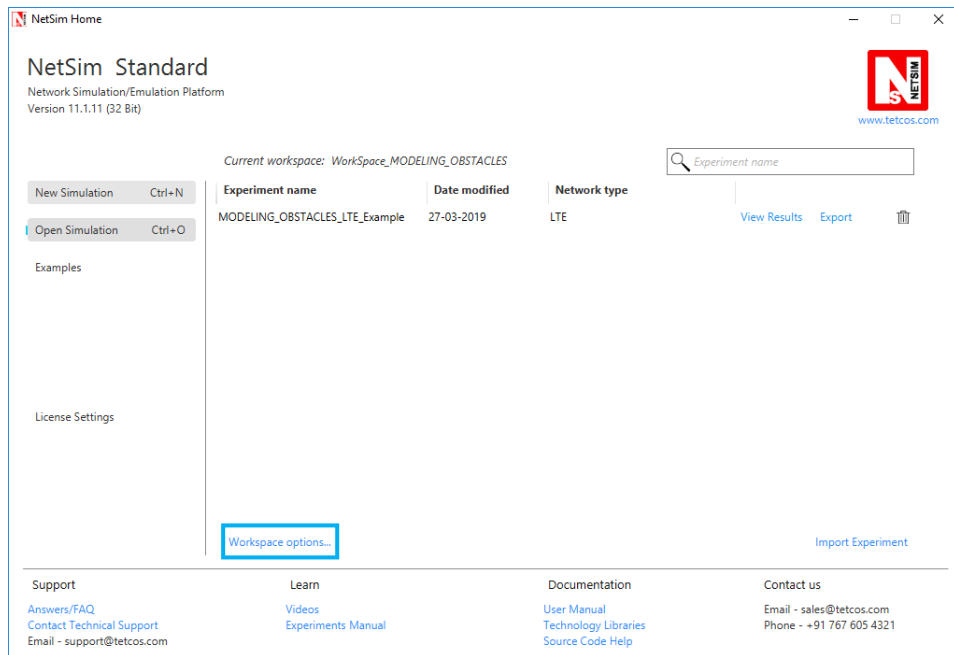 NetSim Home
NetSim Standard
Network Simulation/Emulation Platform
Version 11.1.11 (32 Bit)
NS
NETSIM
www.tetcos.com
Current workspace: WorkSpace_MODELING_OBSTACLES
Experiment name
New Simulation Ctrl+N
Open Simulation Ctrl+O
Examples
License Settings
Experiment name Date modified Network type
MODELING_OBSTACLES_LTE_Example 27-03-2019 LTE View Results Export
Workspace options...
Import Experiment
Support
Answers/FAQ
Contact Technical Support
Email - support@tetcos.com
Learn
Videos
Experiments Manual
Documentation
User Manual
Technology Libraries
Source Code Help
Contact us
Email - sales@tetcos.com
Phone - +91 767 605 4321